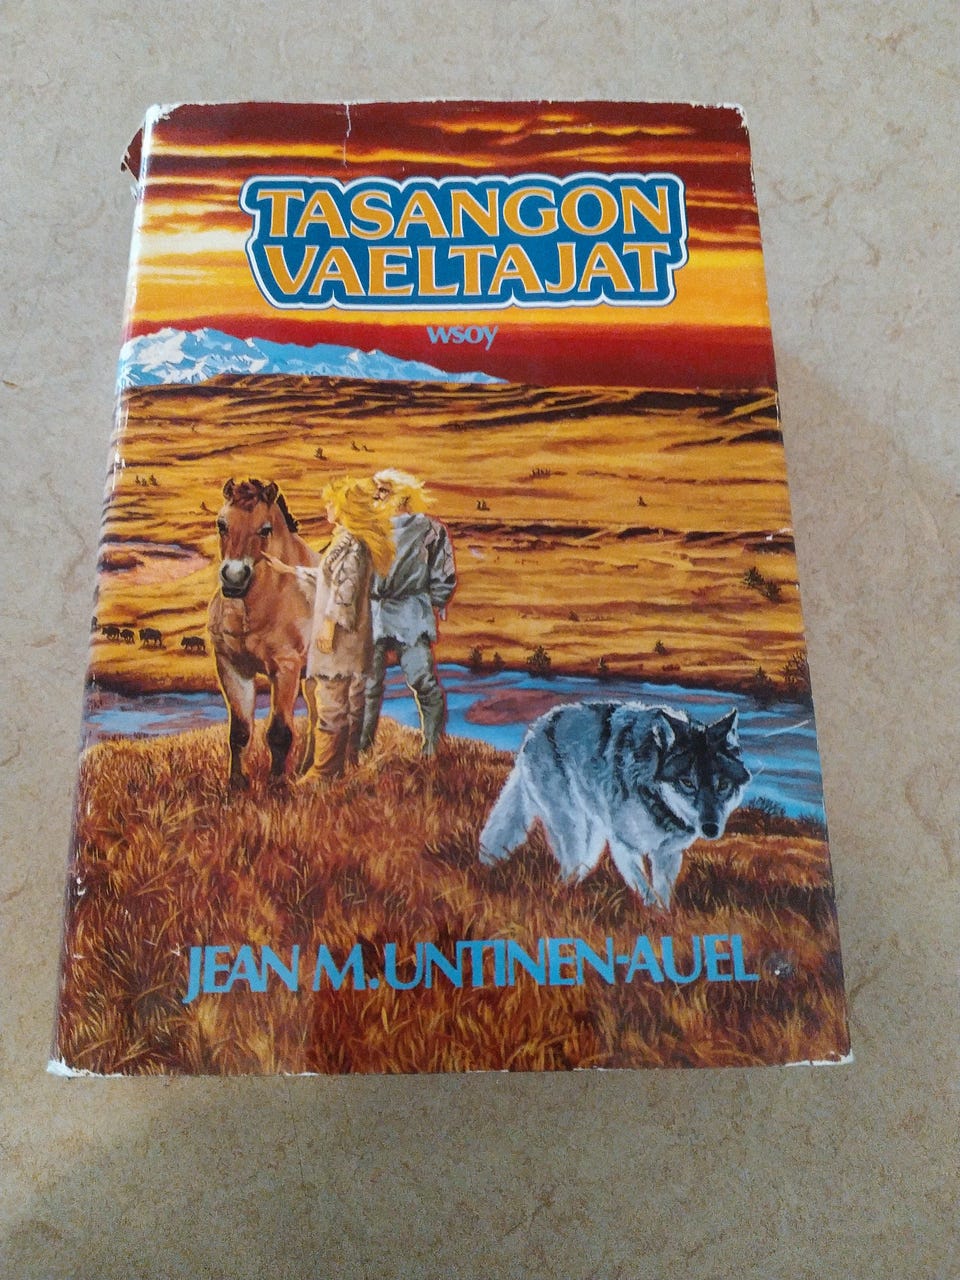 TASANGON
VAELTAJAT
wsoy
JEAN M. UNTINEN-AUEL